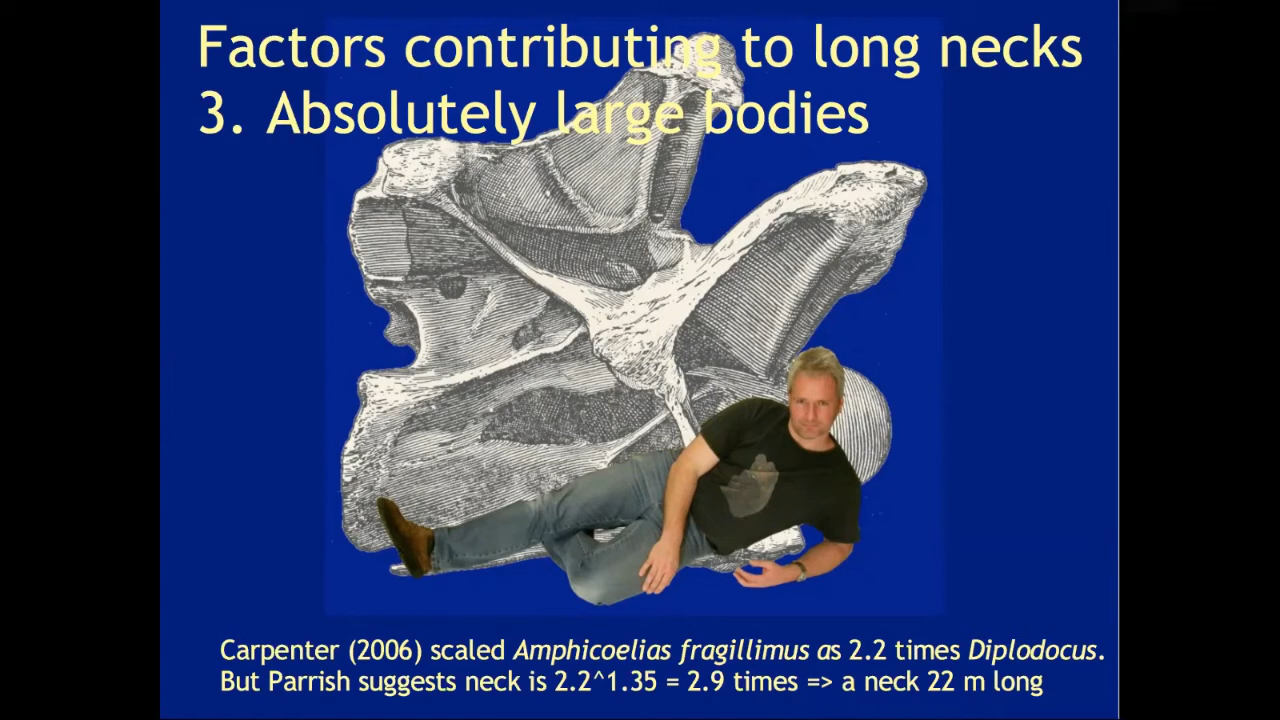 Factors contributing to long necks
3. Absolutely large bodies
Carpenter (2006) scaled Amphicoelias fragillimus as 2.2 times Diplodocus.
But Parrish suggests neck is 2.2^1.35 = 2.9 times => a neck 22 m long